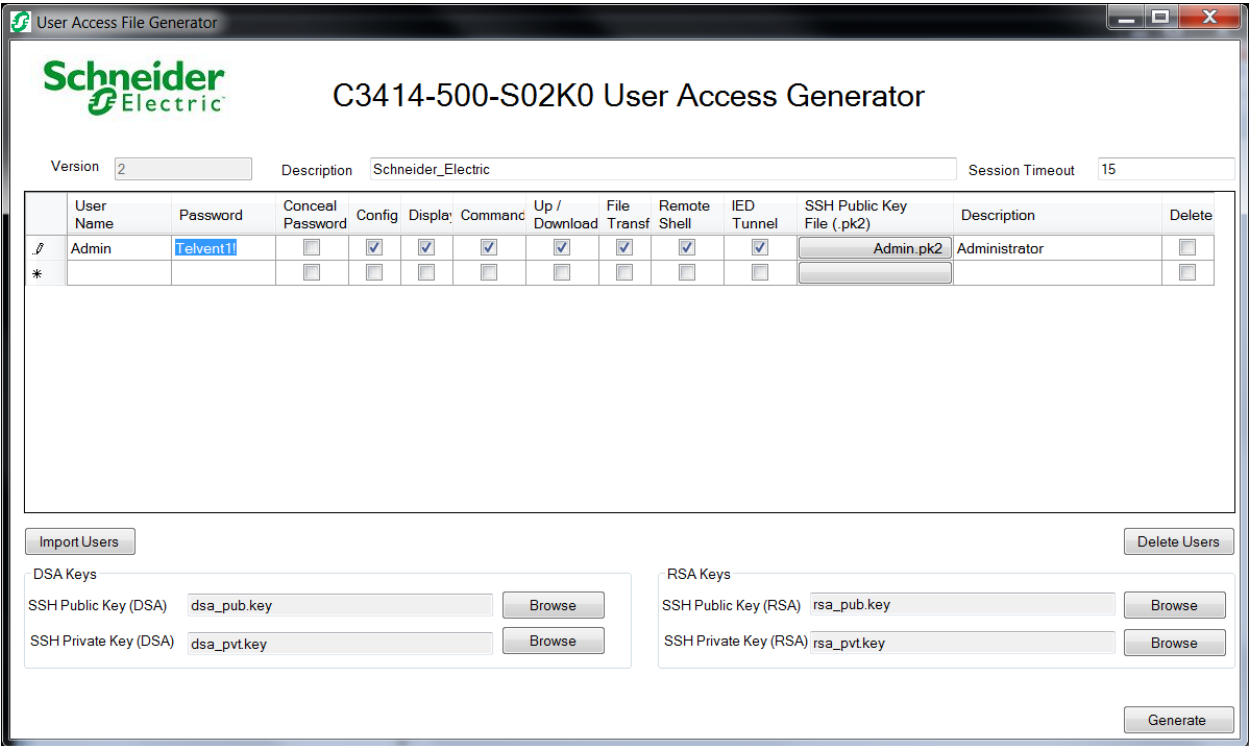 User Access File Generator
Schneider
Electric
C3414-500-S02K0 User Access Generator
Version 2 Description Schneider_Electric Session Timeout 15
User Name Password Conceal Password Config Display Command Up / Download File Transf Remote Shell IED Tunnel SSH Public Key File (.pk2) Description Delete
Admin Telvent1! Admin.pk2 Administrator
Import Users Delete Users
DSA Keys RSA Keys
SSH Public Key (DSA) dsa_pub.key Browse SSH Public Key (RSA) rsa_pub.key Browse
SSH Private Key (DSA) dsa_pvt.key Browse SSH Private Key (RSA) rsa_pvt.key Browse
Generate